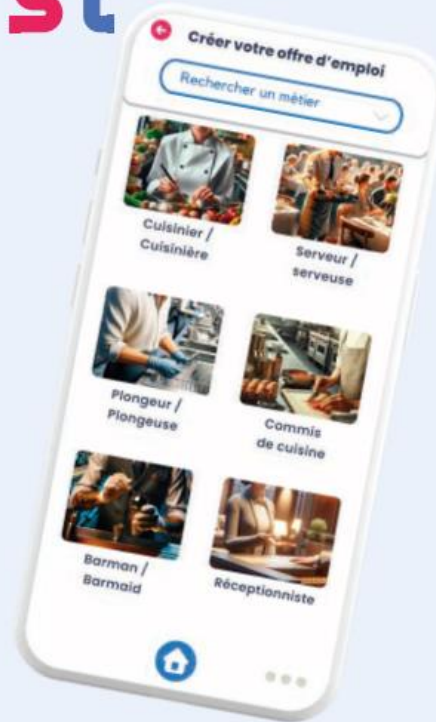 st
Créer votre offre d'emploi
Rechercher un métier
Cuisinier /
Cuisinière
Serveur /
serveuse
Plongeur /
Plongeuse
Commis
de cuisine
Barman /
Barmaid
Réceptionniste